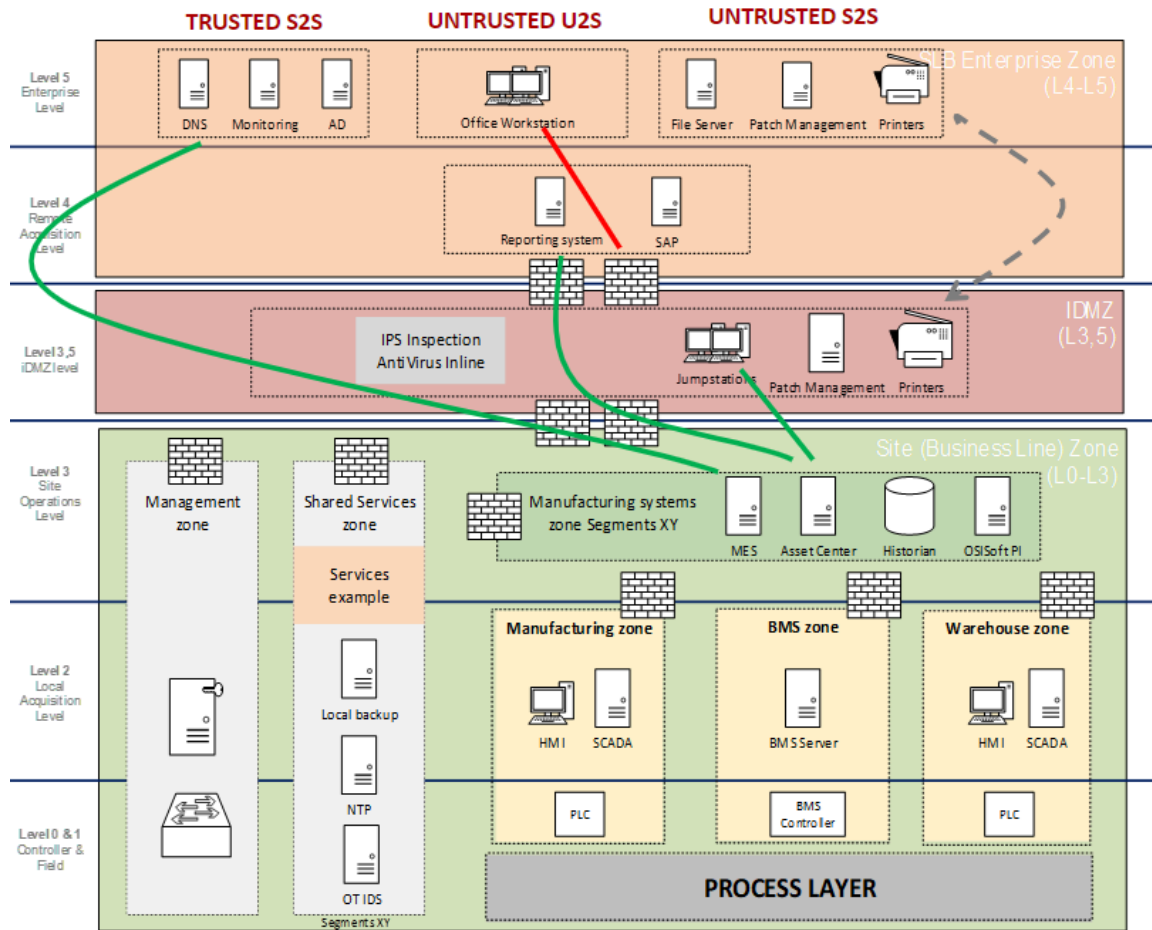 TRUSTED S2S
UNTRUSTED U2S
UNTRUSTED S2S
SLB Enterprise Zone
(L4-L5)
Level 5
Enterprise
Level
DNS
Monitoring
AD
Office Workstation
File Server
Patch Management
Printers
Level 4
Remote
Acquisition
Level
Reporting system
SAP
IDMZ
(L3,5)
Level 3,5
iDMZ level
IPS Inspection
AntiVirus Inline
Jumpstations
Patch Management
Printers
Site (Business Line) Zone
(L0-L3)
Level 3
Site
Operations
Level
Management
zone
Shared Services
zone
Manufacturing systems
zone Segments XY
MES
Asset Center
Historian
OSISoft PI
Services
example
Level 2
Local
Acquisition
Level
Manufacturing zone
BMS zone
Warehouse zone
Local backup
HMI
SCADA
BMS Server
HMI
SCADA
Level 0 & 1
Controller &
Field
NTP
PLC
BMS
Controller
PLC
OT IDS
Segments XY
PROCESS LAYER